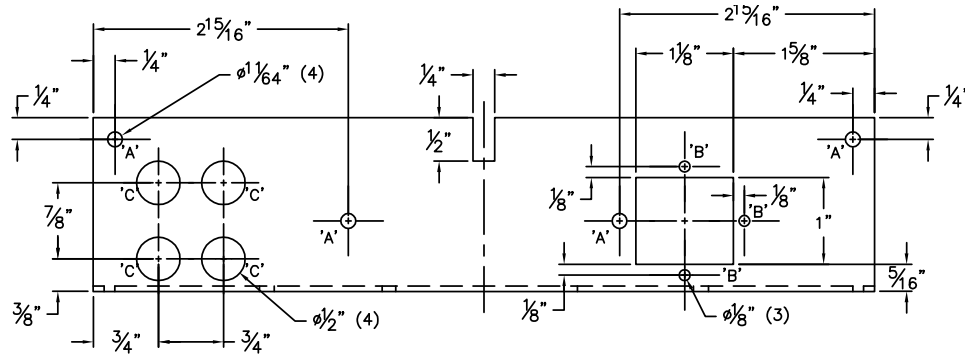 2 15/16" 2 15/16"
1 1/8" 1 5/8"
1/4" ø11/64" (4) 1/4" 1/4"
1/4" 1/4"
'A' 1/2" 'B' 'A'
'C' 'C' 1/8" 1/8"
7/8" 'A' 'A' 'B' 1"
'C' 'C' 'B'
3/8" 1/8" 5/16"
ø1/2" (4) ø1/8" (3)
3/4" 3/4"